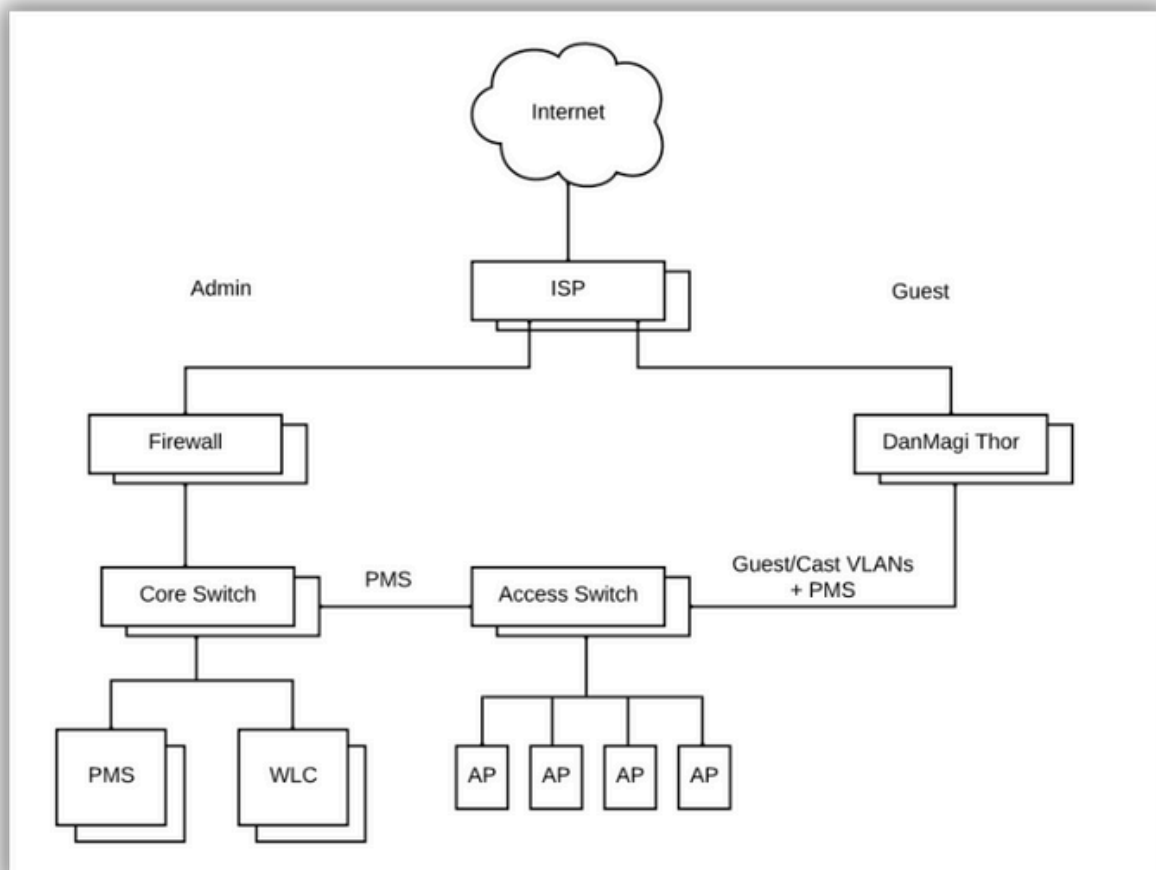 Internet
Admin
ISP
Guest
Firewall
DanMagi Thor
Core Switch
PMS
Access Switch
Guest/Cast VLANs
+ PMS
PMS
WLC
AP
AP
AP
AP